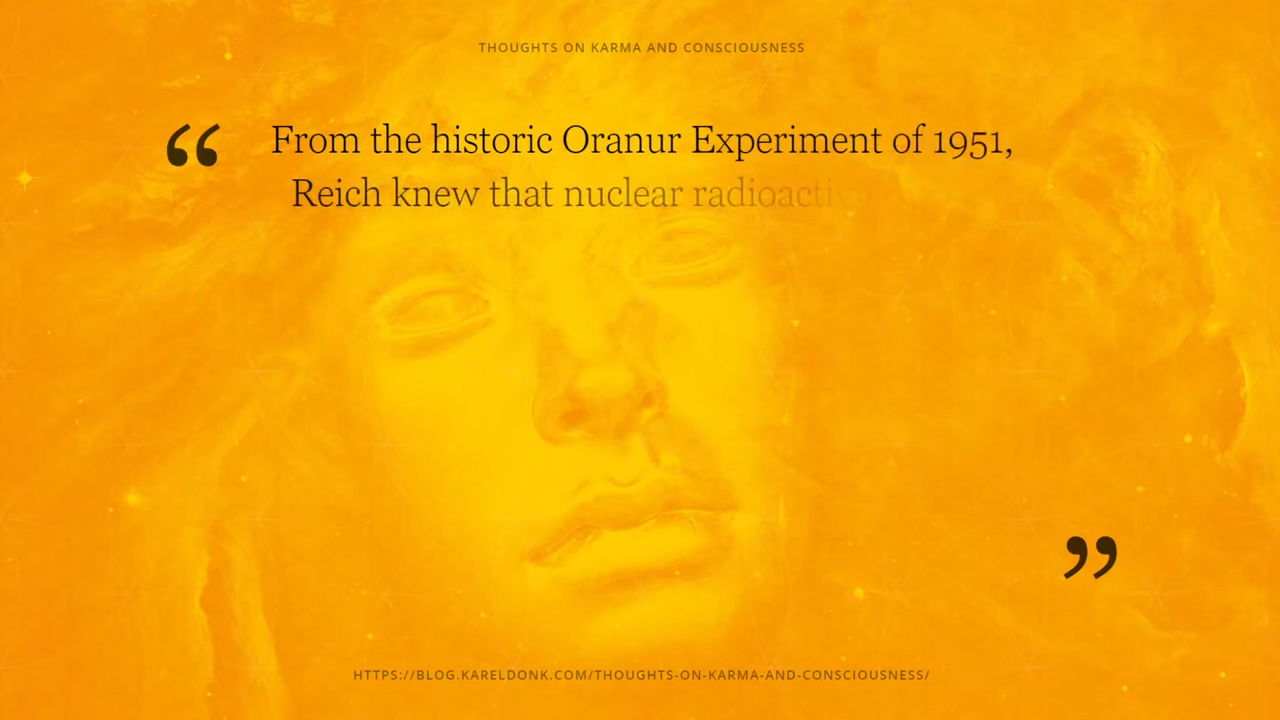 THOUGHTS ON KARMA AND CONSCIOUSNESS
“ From the historic Oranur Experiment of 1951,
Reich knew that nuclear
”
HTTPS://BLOG.KARELDONK.COM/THOUGHTS-ON-KARMA-AND-CONSCIOUSNESS/